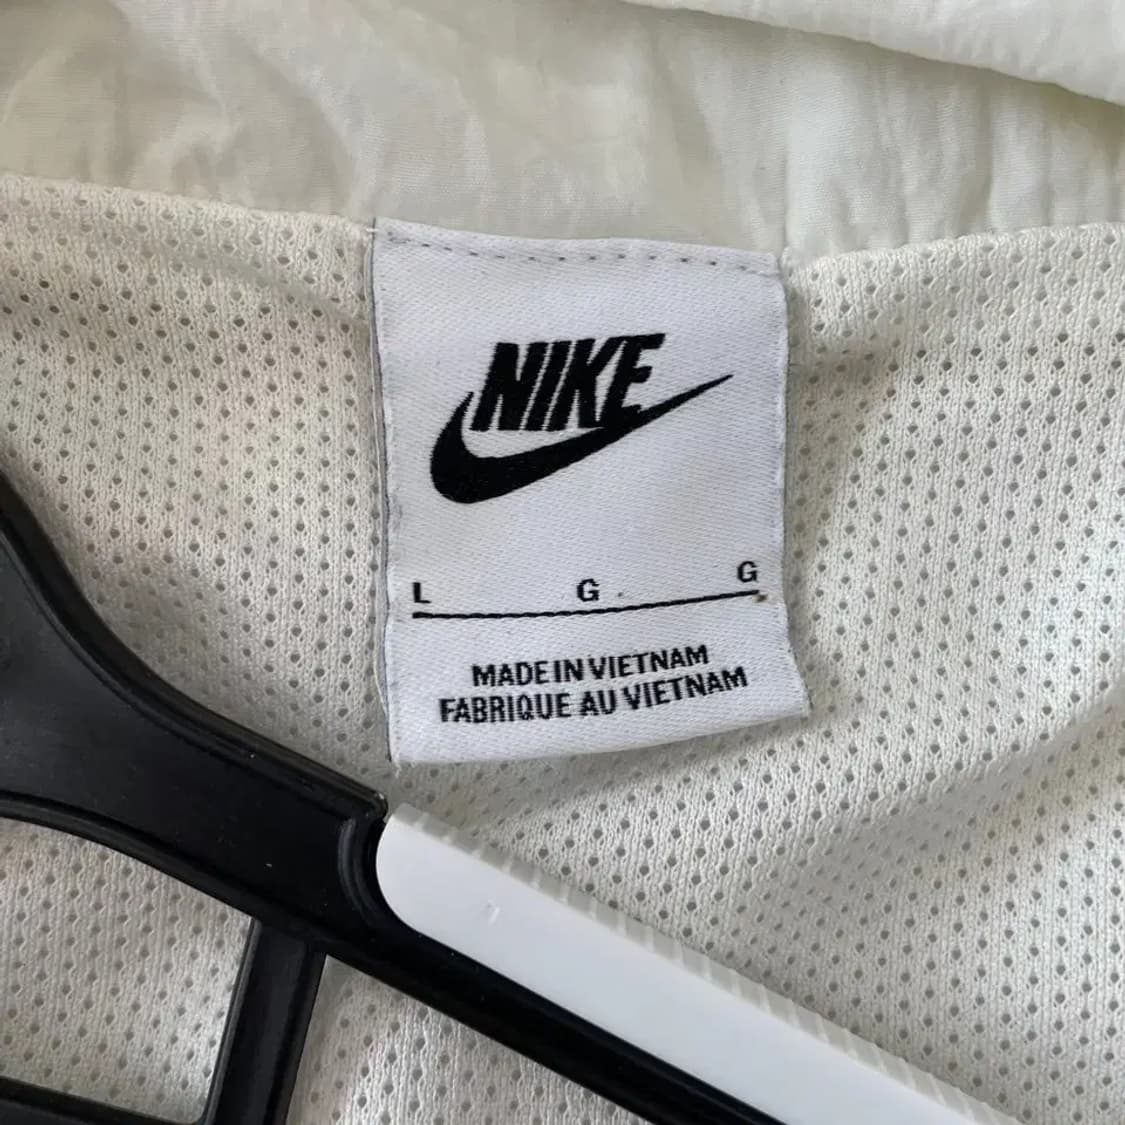 NIKE
L G G
MADE IN VIETNAM
FABRIQUE AU VIETNAM